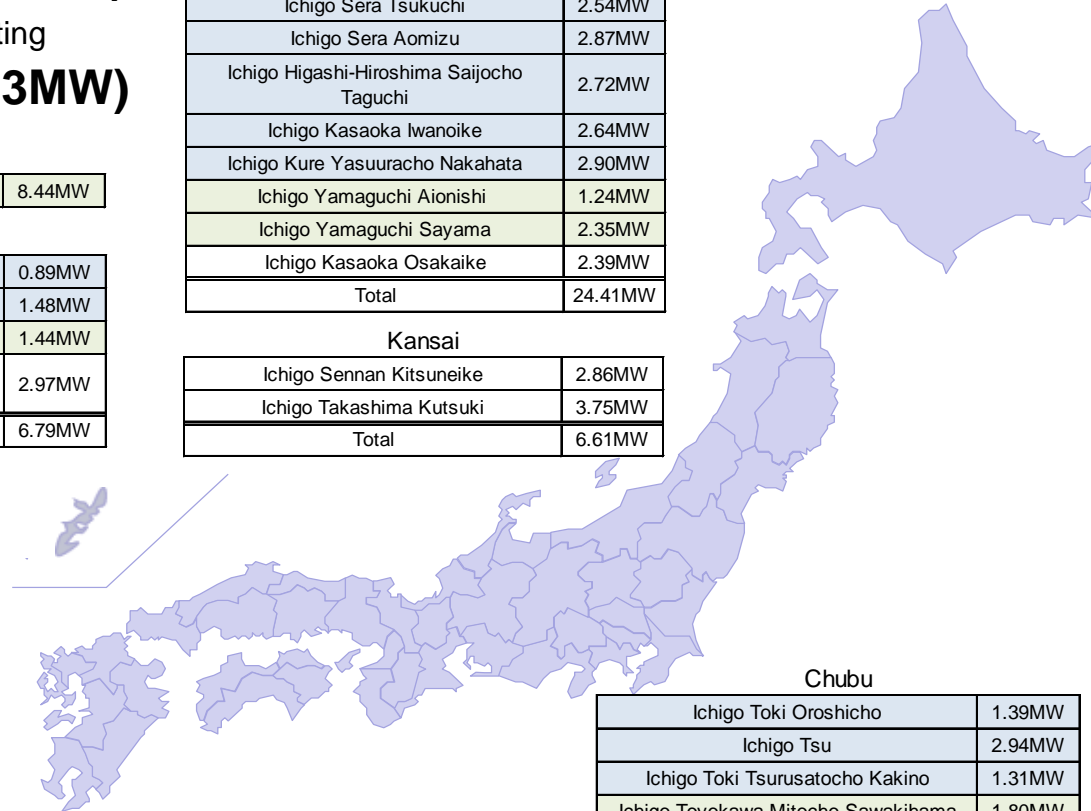 ting
3MW)
8.44MW
0.89MW
1.48MW
1.44MW
2.97MW
6.79MW
Ichigo Sera Tsukuchi 2.54MW
Ichigo Sera Aomizu 2.87MW
Ichigo Higashi-Hiroshima Saijocho
Taguchi 2.72MW
Ichigo Kasaoka Iwanoike 2.64MW
Ichigo Kure Yasuuracho Nakahata 2.90MW
Ichigo Yamaguchi Aionishi 1.24MW
Ichigo Yamaguchi Sayama 2.35MW
Ichigo Kasaoka Osakaike 2.39MW
Total 24.41MW
Kansai
Ichigo Sennan Kitsuneike 2.86MW
Ichigo Takashima Kutsuki 3.75MW
Total 6.61MW
Chubu
Ichigo Toki Oroshicho 1.39MW
Ichigo Tsu 2.94MW
Ichigo Toki Tsurusatocho Kakino 1.31MW
Ichigo Toyokawa Mitocho Sawakihama 1.80MW